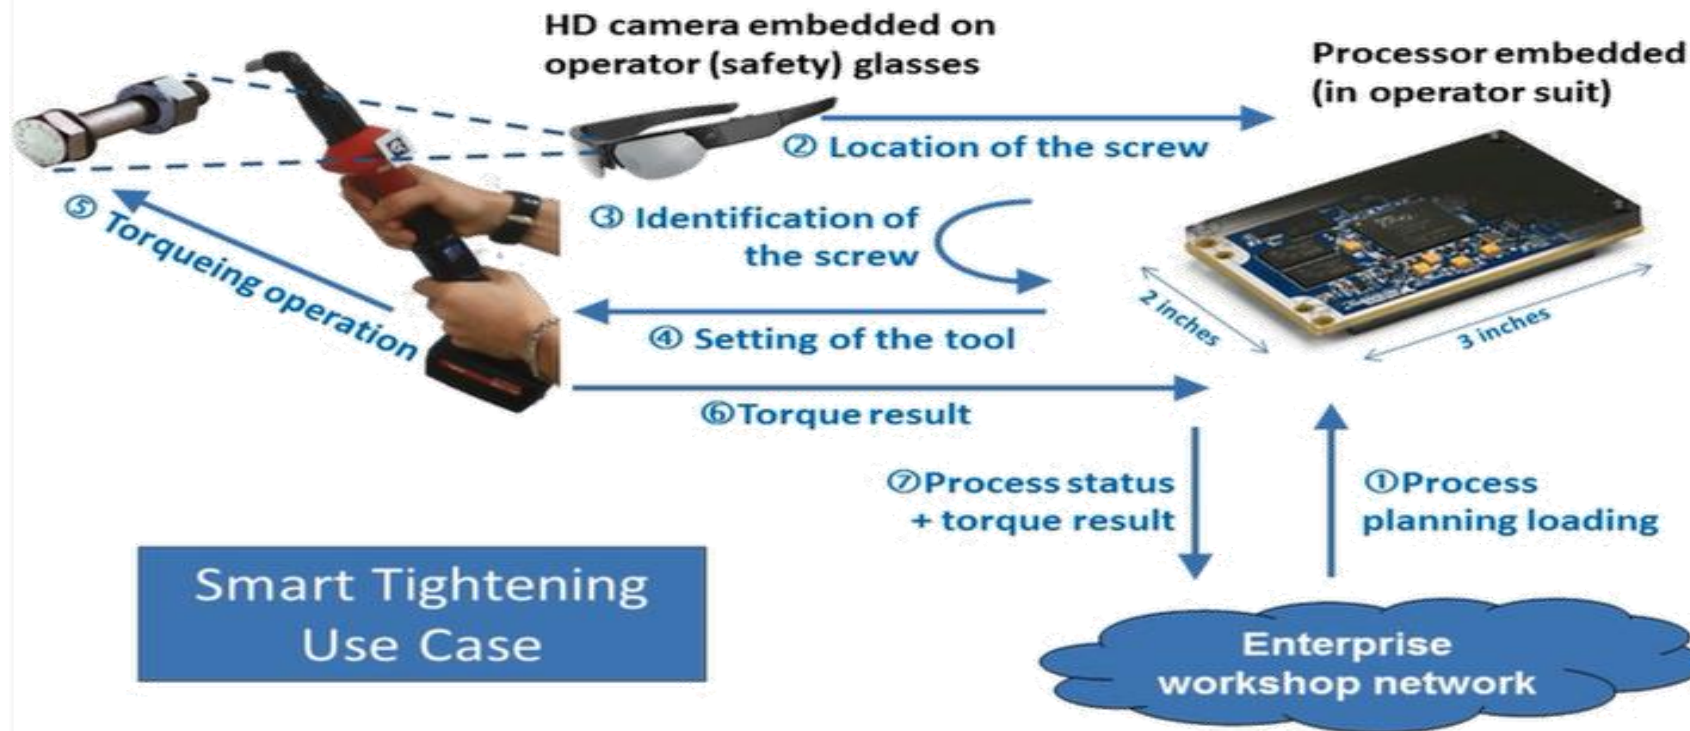 HD camera embedded on
operator (safety) glasses
Processor embedded
(in operator suit)
② Location of the screw
③ Identification of
the screw
④ Setting of the tool
⑤ Torqueing operation
⑥Torque result
2 inches
3 inches
⑦Process status
+ torque result
①Process
planning loading
Smart Tightening
Use Case
Enterprise
workshop network